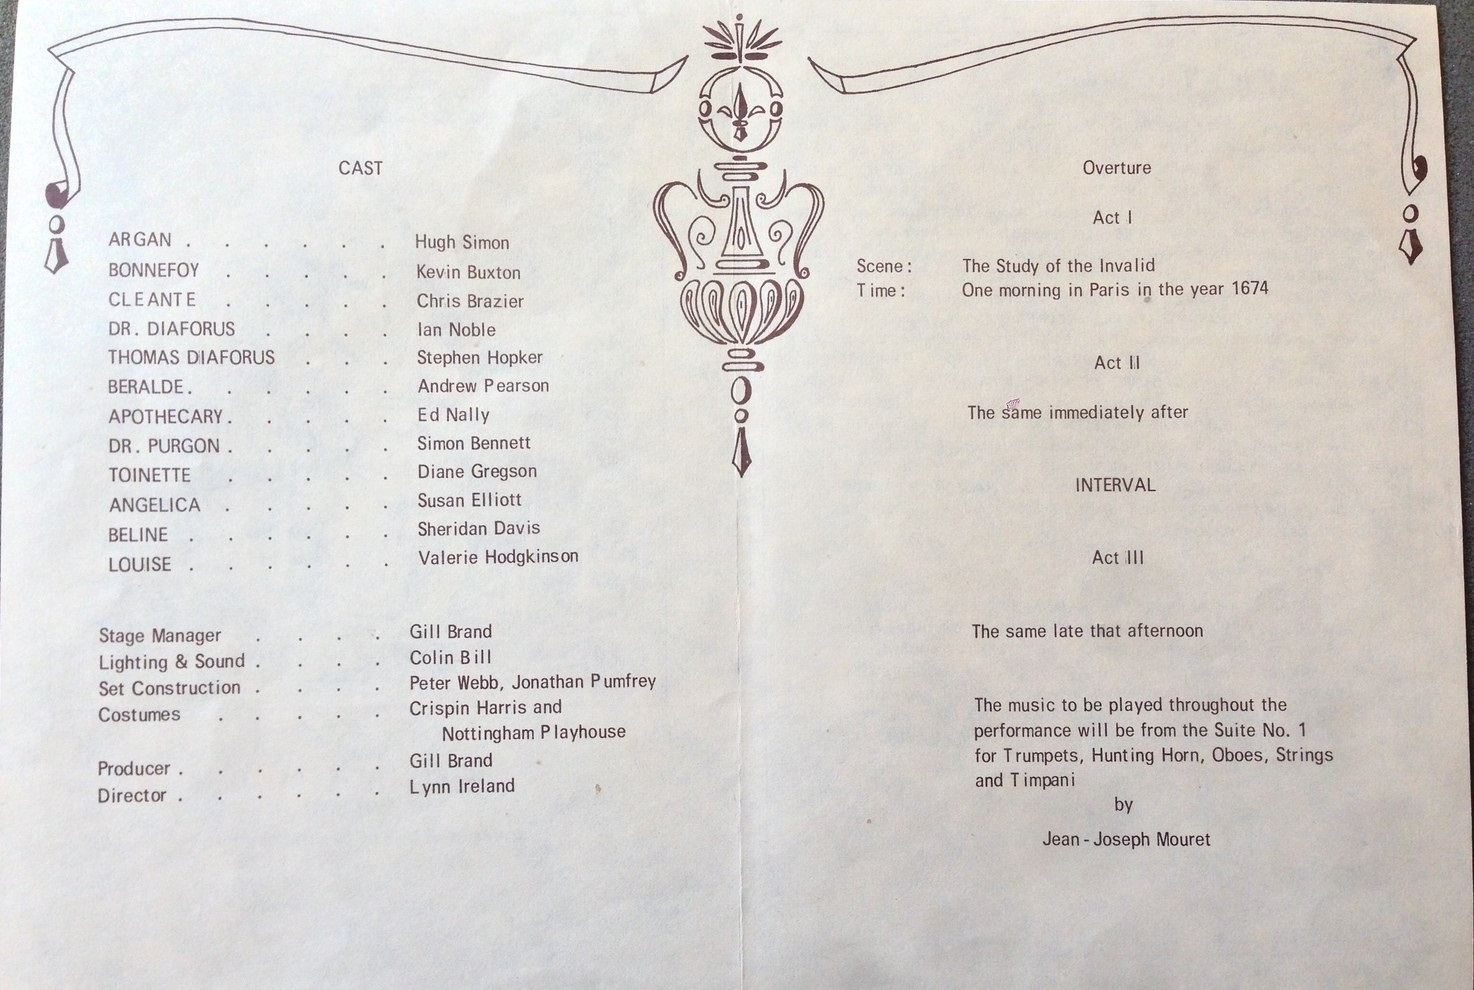 CAST
ARGAN . . . . . . Hugh Simon
BONNEFOY . . . . . Kevin Buxton
CLEANTE . . . . . Chris Brazier
DR. DIAFORUS . . . . Ian Noble
THOMAS DIAFORUS . . . Stephen Hopker
BERALDE . . . . . . Andrew Pearson
APOTHECARY . . . . . Ed Nally
DR. PURGON . . . . . Simon Bennett
TOINETTE . . . . . Diane Gregson
ANGELICA . . . . . Susan Elliott
BELINE . . . . . . Sheridan Davis
LOUISE . . . . . . Valerie Hodgkinson
Stage Manager . . . . Gill Brand
Lighting & Sound . . . . Colin Bill
Set Construction . . . . Peter Webb, Jonathan Pumfrey
Costumes . . . . . Crispin Harris and
Nottingham Playhouse
Producer . . . . . . Gill Brand
Director . . . . . . Lynn Ireland
Overture
Act I
Scene: The Study of the Invalid
Time: One morning in Paris in the year 1674
Act II
The same immediately after
INTERVAL
Act III
The same late that afternoon
The music to be played throughout the
performance will be from the Suite No. 1
for Trumpets, Hunting Horn, Oboes, Strings
and Timpani
by
Jean-Joseph Mouret